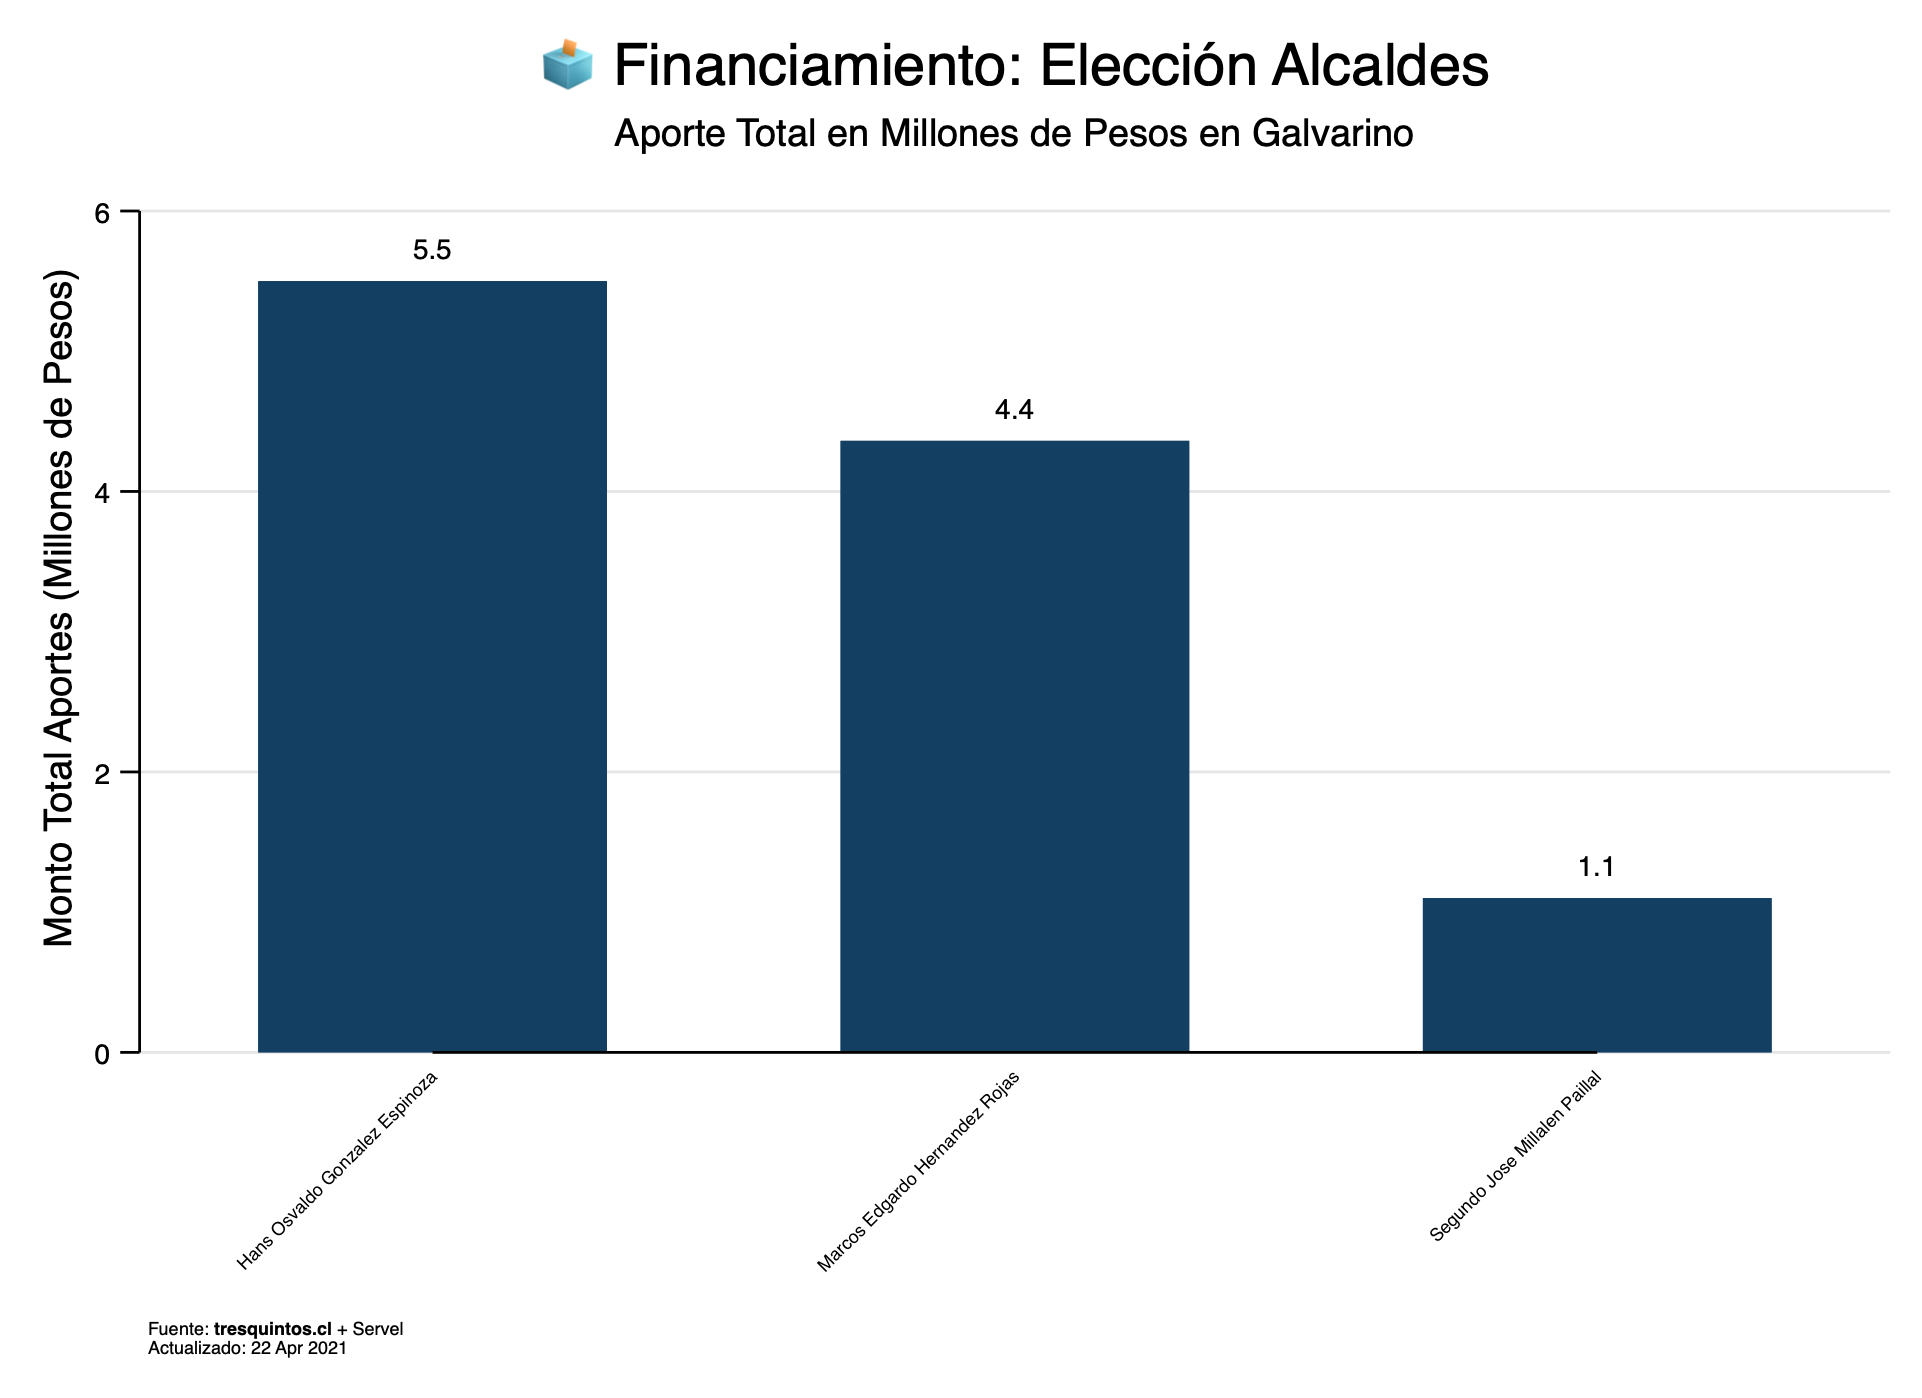 Financiamiento: Elección Alcaldes
Aporte Total en Millones de Pesos en Galvarino
Monto Total Aportes (Millones de Pesos)
6
4
2
0
5.5
4.4
1.1
Hans Osvaldo Gonzalez Espinoza
Marcos Edgardo Hernandez Rojas
Segundo Jose Millalen Paillal
Fuente: tresquintos.cl + Servel
Actualizado: 22 Apr 2021